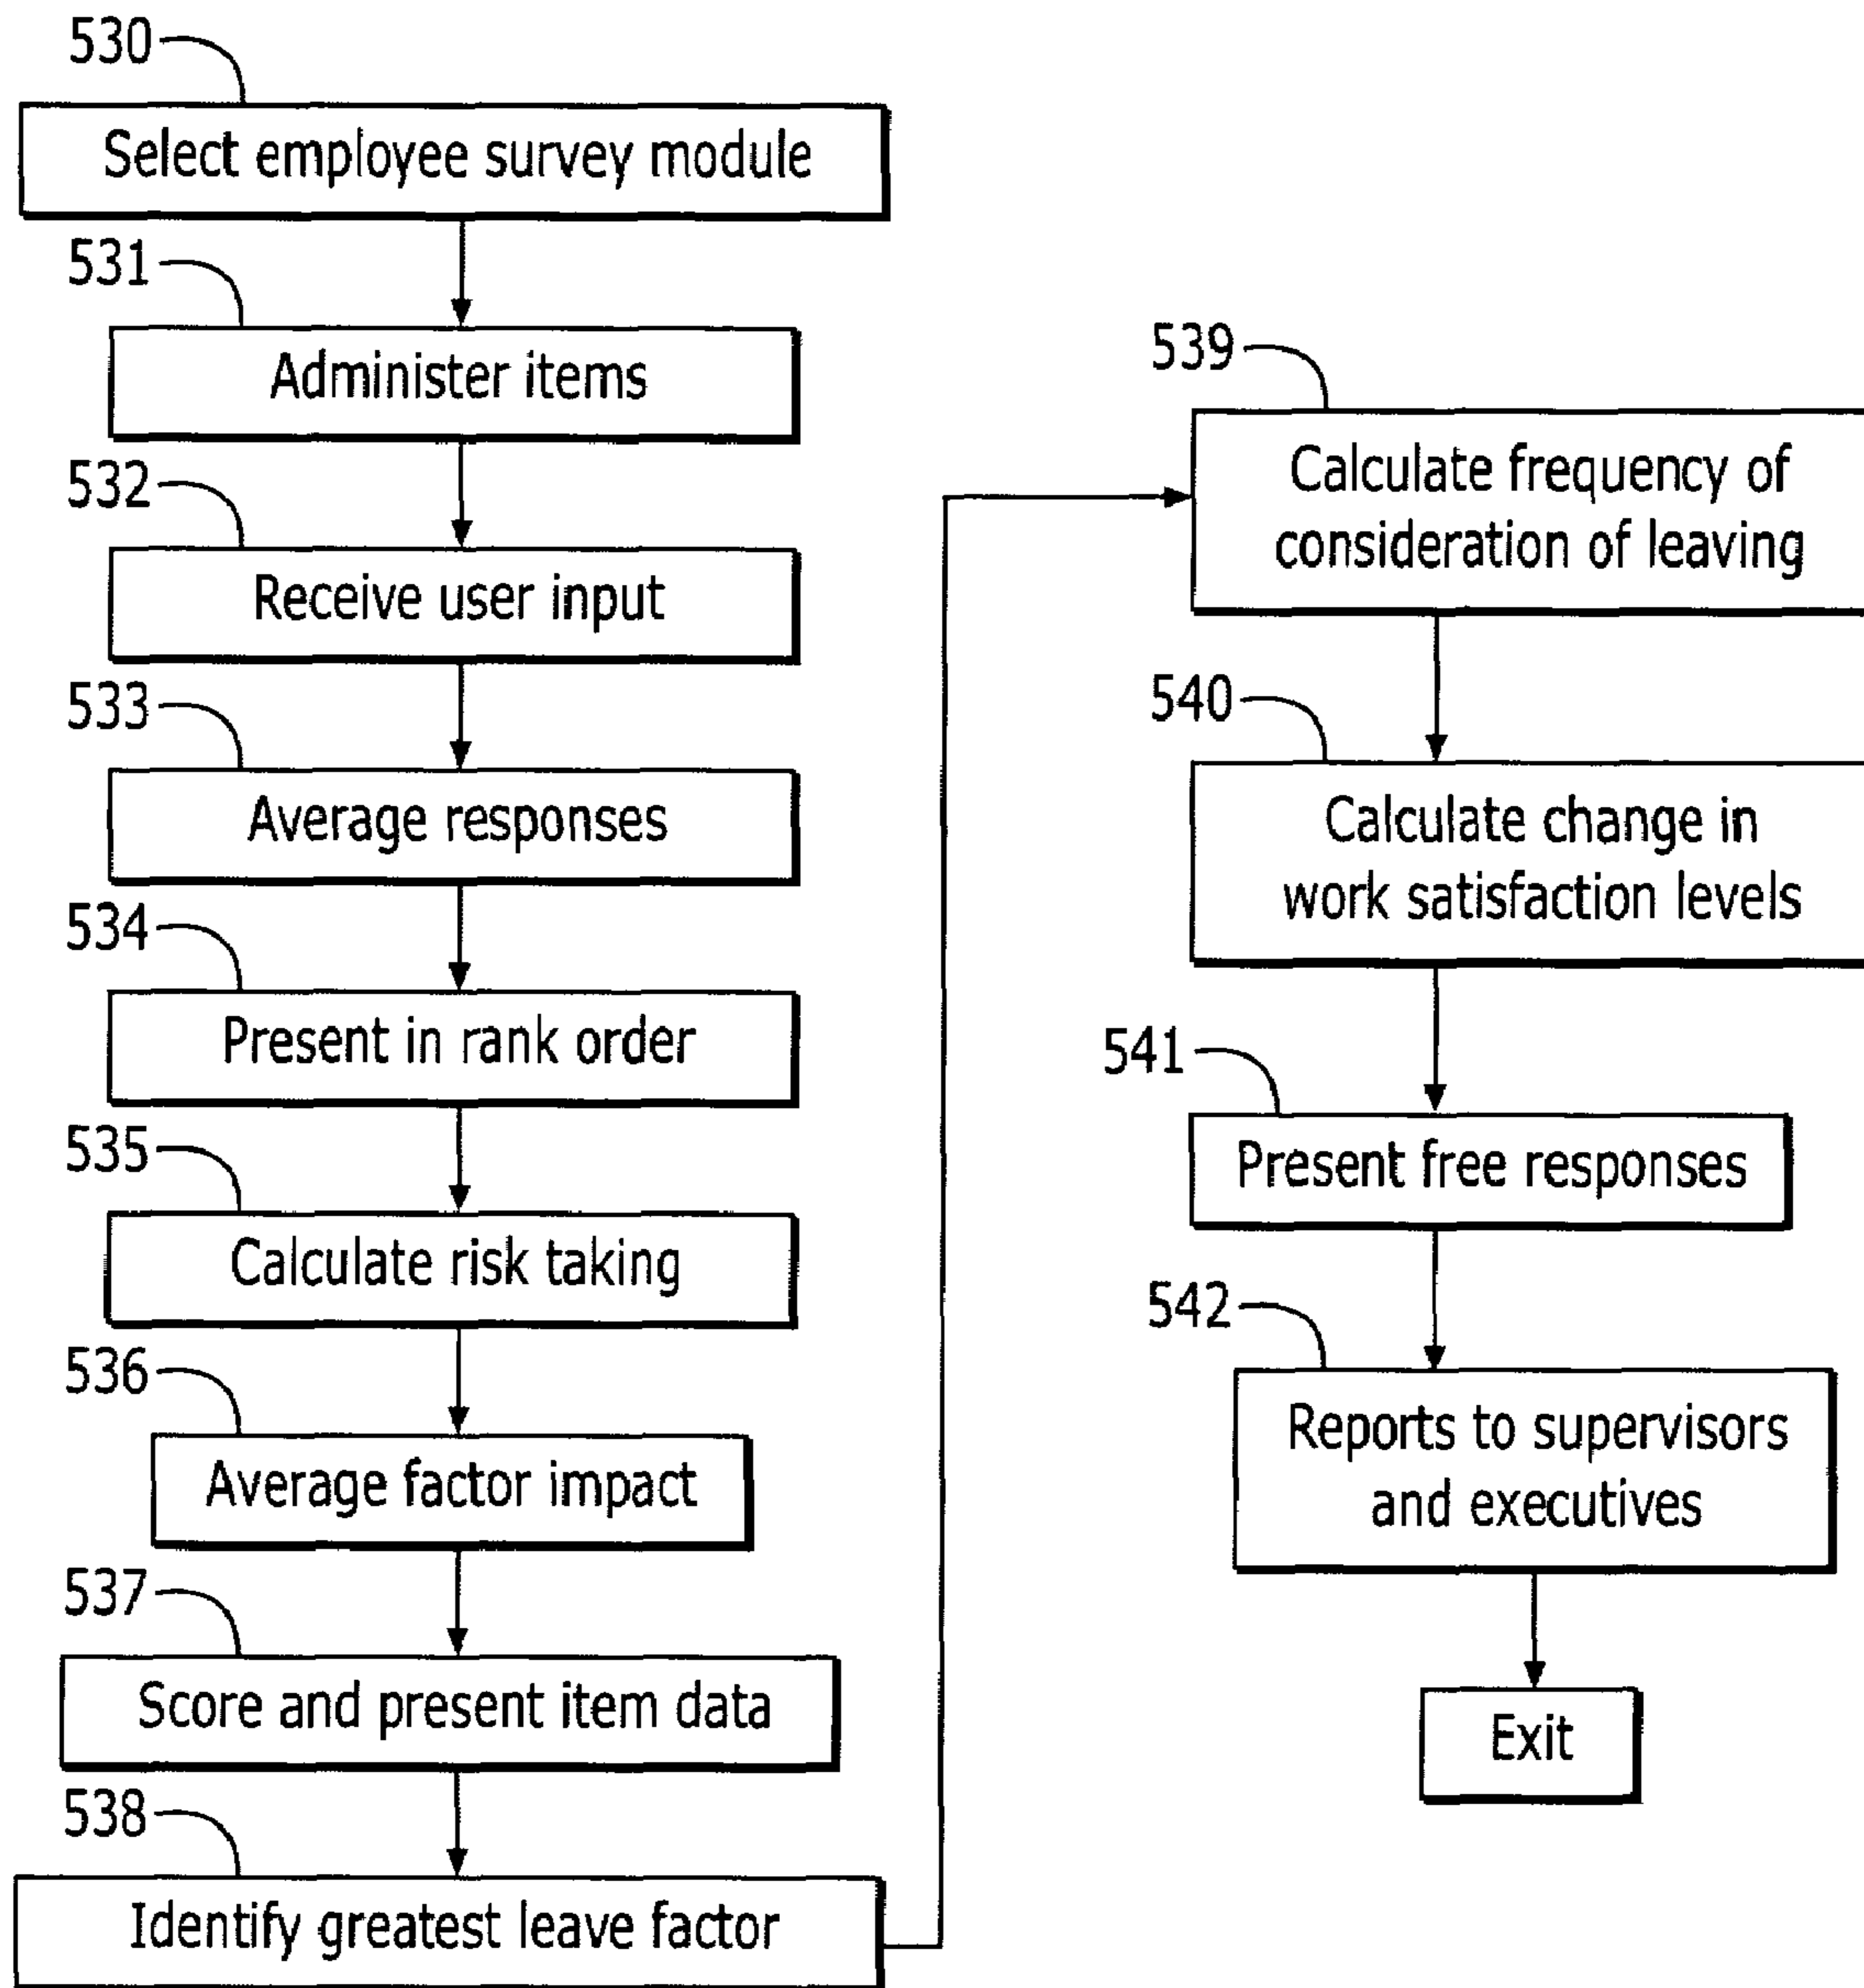 530
Select employee survey module
531
Administer items
532
Receive user input
533
Average responses
534
Present in rank order
535
Calculate risk taking
536
Average factor impact
537
Score and present item data
538
Identify greatest leave factor
539
Calculate frequency of
consideration of leaving
540
Calculate change in
work satisfaction levels
541
Present free responses
542
Reports to supervisors
and executives
Exit